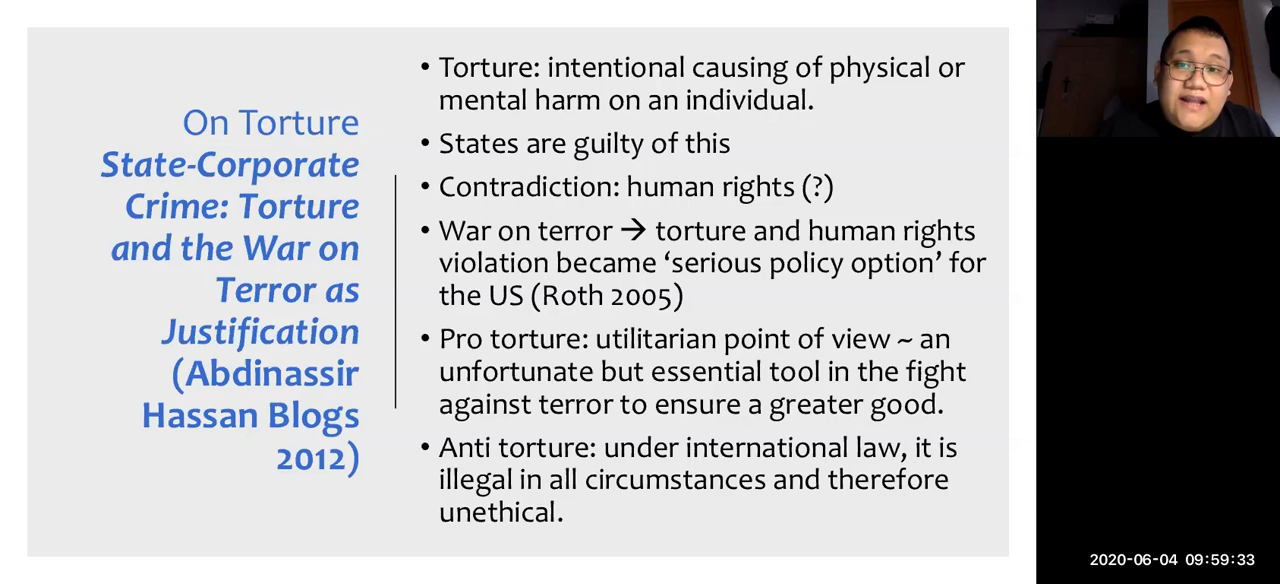 On Torture
State-Corporate
Crime: Torture
and the War on
Terror as
Justification
(Abdinassir
Hassan Blogs
2012)
• Torture: intentional causing of physical or
mental harm on an individual.
• States are guilty of this
• Contradiction: human rights (?)
• War on terror → torture and human rights
violation became ‘serious policy option’ for
the US (Roth 2005)
• Pro torture: utilitarian point of view ~ an
unfortunate but essential tool in the fight
against terror to ensure a greater good.
• Anti torture: under international law, it is
illegal in all circumstances and therefore
unethical.
2020-06-04 09:59:33